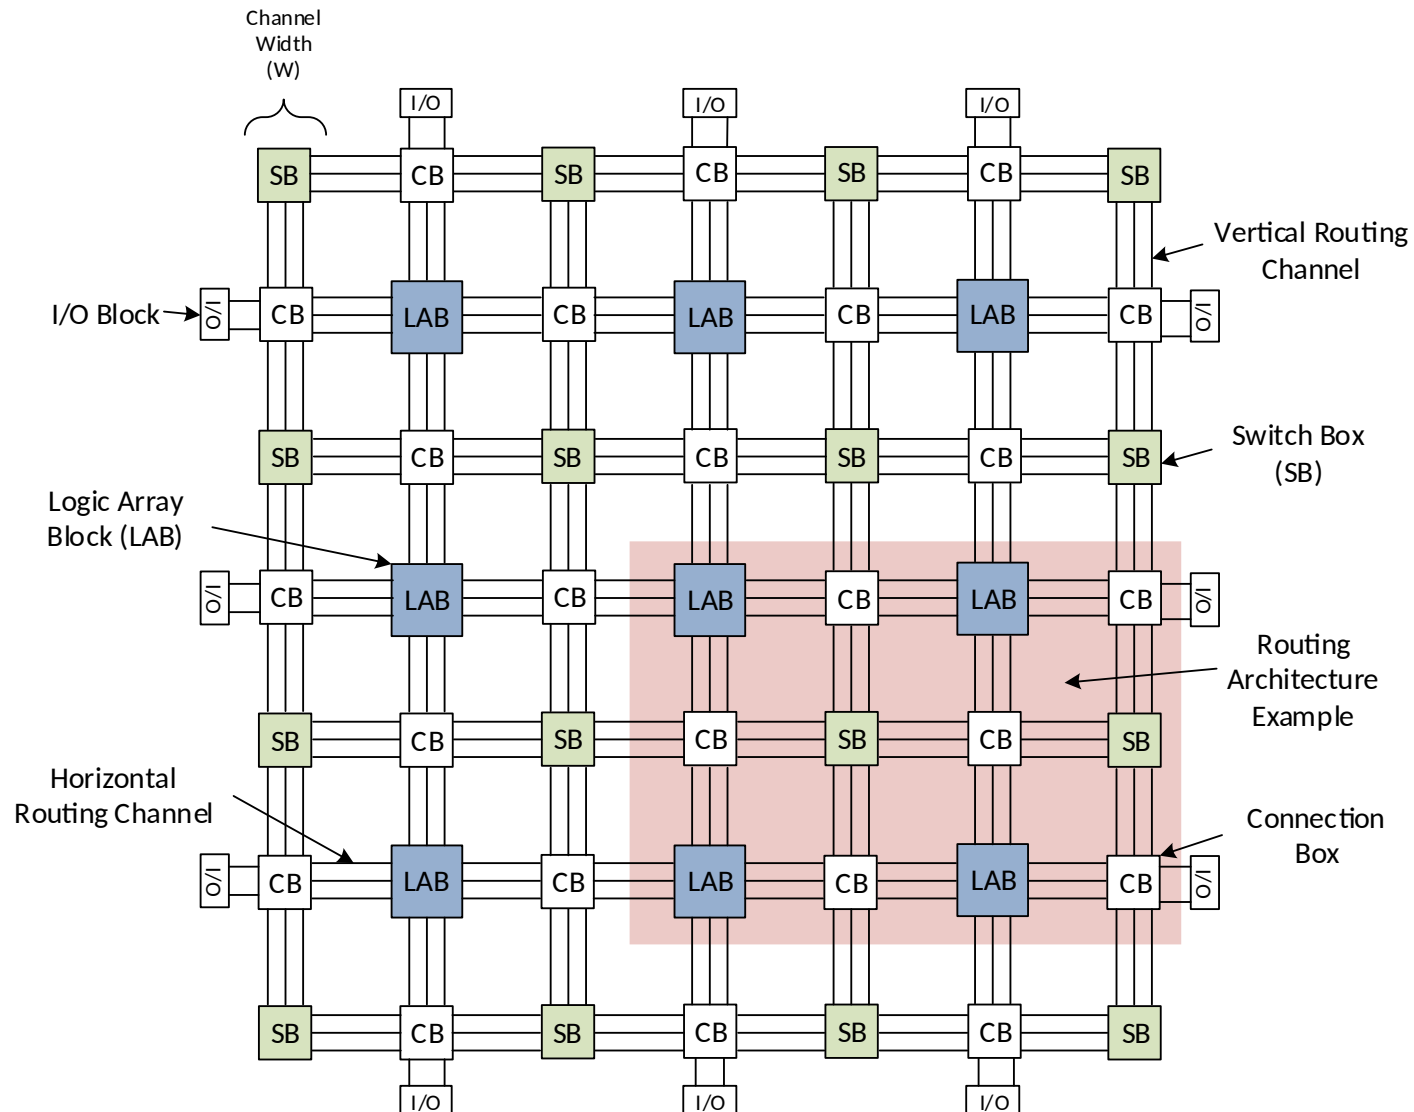 Channel
Width
(W)
I/O I/O I/O
SB CB SB CB SB CB SB
Vertical Routing
Channel
I/O Block
I/O CB LAB CB LAB CB LAB CB I/O
Switch Box
(SB)
SB CB SB CB SB CB SB
Logic Array
Block (LAB)
I/O CB LAB CB LAB CB LAB CB I/O
Routing
Architecture
Example
SB CB SB CB SB CB SB
Horizontal
Routing Channel
Connection
Box
I/O CB LAB CB LAB CB LAB CB I/O
SB CB SB CB SB CB SB
I/O I/O I/O